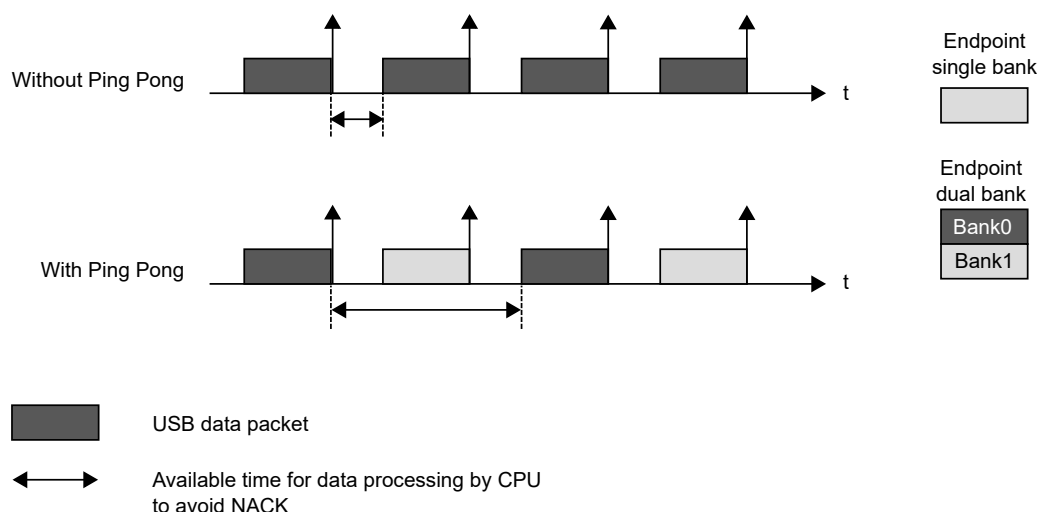 Without Ping Pong
t
Endpoint
single bank
Endpoint
dual bank
Bank0
Bank1
With Ping Pong
t
USB data packet
Available time for data processing by CPU
to avoid NACK